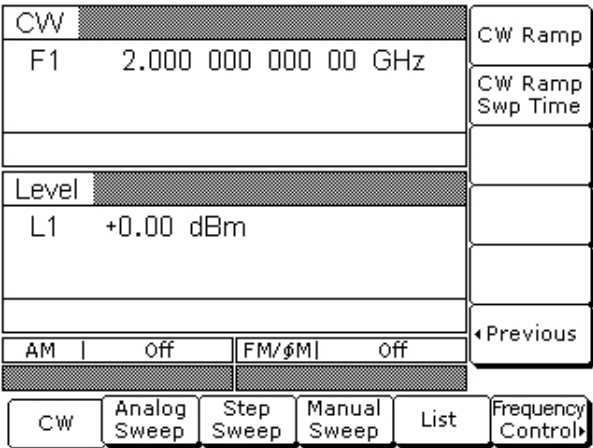 CW
F1 2.000 000 000 00 GHz
Level
L1 +0.00 dBm
AM | Off FM/ϕM| Off
CW Ramp
CW Ramp
Swp Time
◂Previous
CW
Analog
Sweep
Step
Sweep
Manual
Sweep
List
Frequency
Control▸